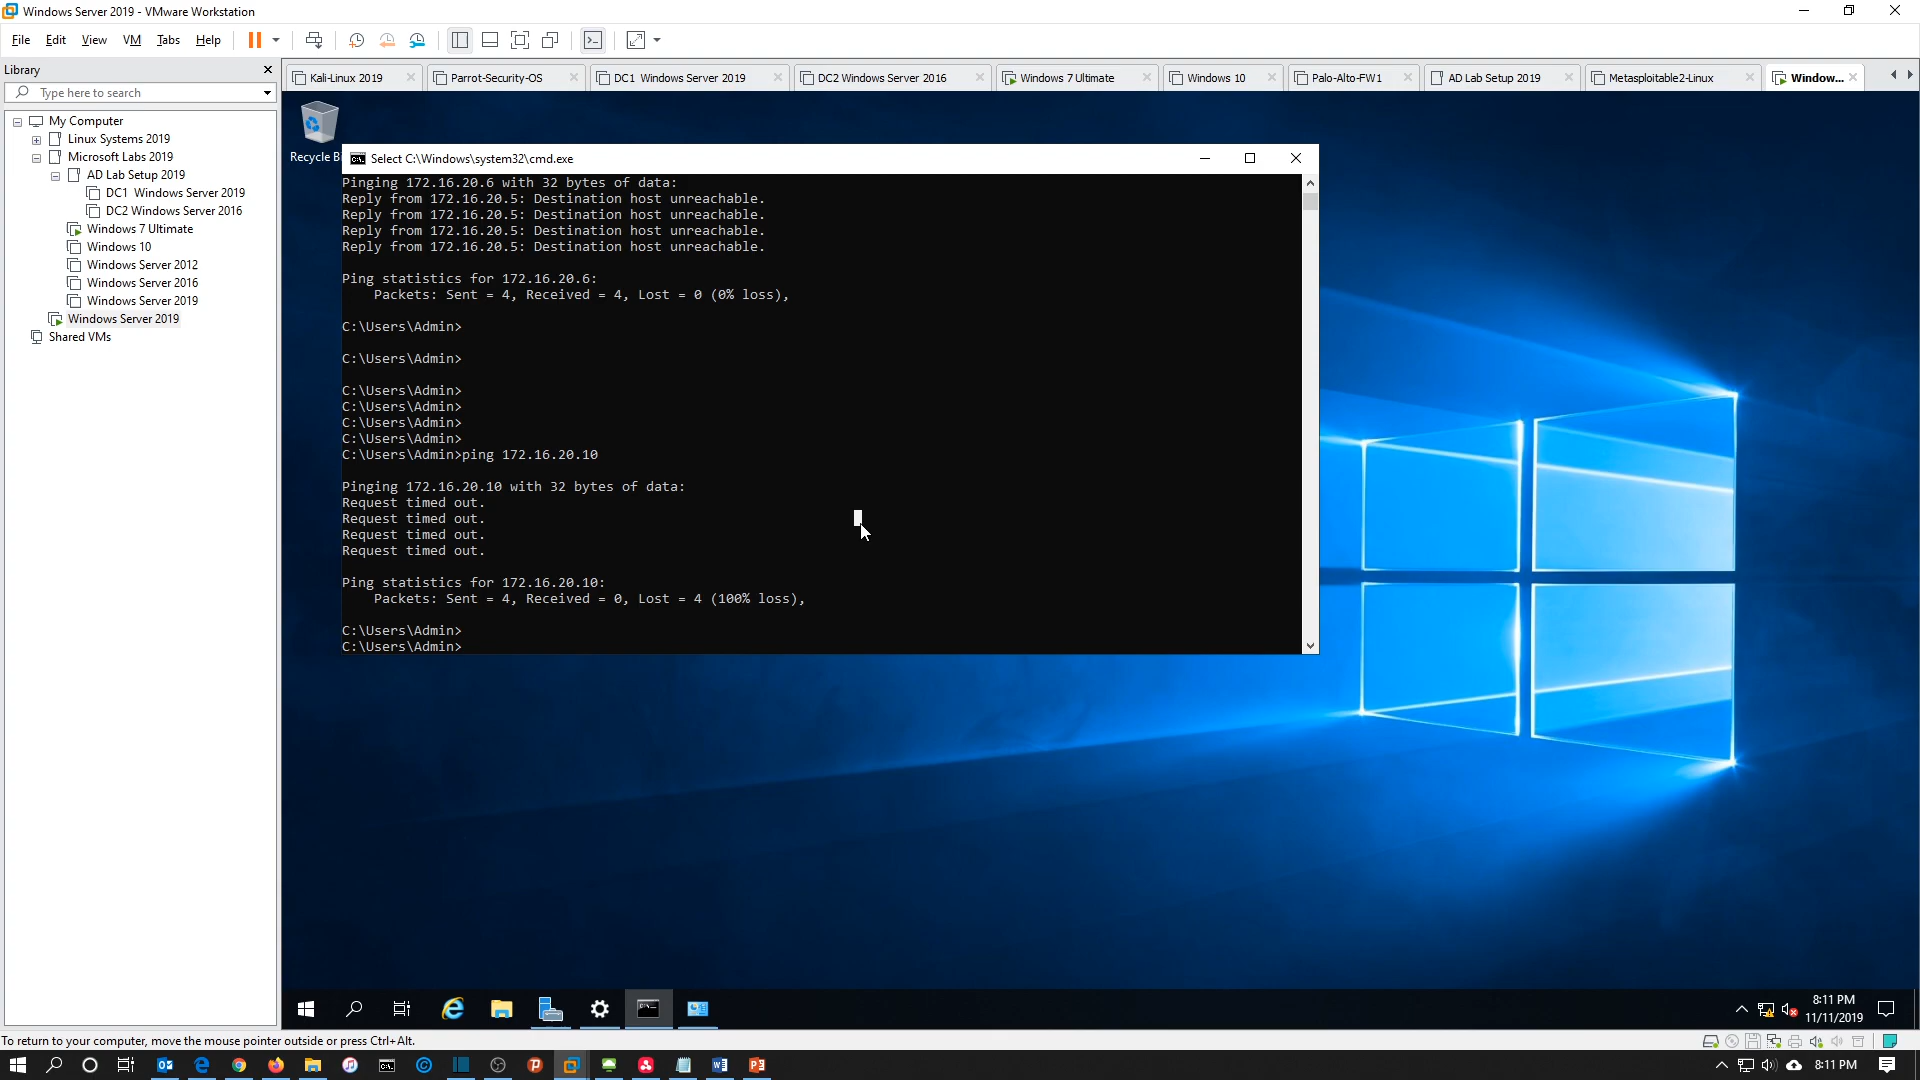 Windows Server 2019 - VMware Workstation
File Edit View VM Tabs Help
Library
Type here to search
My Computer
Linux Systems 2019
Microsoft Labs 2019
AD Lab Setup 2019
DC1 Windows Server 2019
DC2 Windows Server 2016
Windows 7 Ultimate
Windows 10
Windows Server 2012
Windows Server 2016
Windows Server 2019
Windows Server 2019
Shared VMs
Kali-Linux 2019 Parrot-Security-OS DC1 Windows Server 2019 DC2 Windows Server 2016 Windows 7 Ultimate Windows 10 Palo-Alto-FW1 AD Lab Setup 2019 Metasploitable2-Linux Window...
Recycle Bi
Select C:\Windows\system32\cmd.exe
Pinging 172.16.20.6 with 32 bytes of data:
Reply from 172.16.20.5: Destination host unreachable.
Reply from 172.16.20.5: Destination host unreachable.
Reply from 172.16.20.5: Destination host unreachable.
Reply from 172.16.20.5: Destination host unreachable.
Ping statistics for 172.16.20.6:
Packets: Sent = 4, Received = 4, Lost = 0 (0% loss),
C:\Users\Admin>
C:\Users\Admin>
C:\Users\Admin>
C:\Users\Admin>
C:\Users\Admin>
C:\Users\Admin>
C:\Users\Admin>ping 172.16.20.10
Pinging 172.16.20.10 with 32 bytes of data:
Request timed out.
Request timed out.
Request timed out.
Request timed out.
Ping statistics for 172.16.20.10:
Packets: Sent = 4, Received = 0, Lost = 4 (100% loss),
C:\Users\Admin>
C:\Users\Admin>
8:11 PM
11/11/2019
To return to your computer, move the mouse pointer outside or press Ctrl+Alt.
8:11 PM